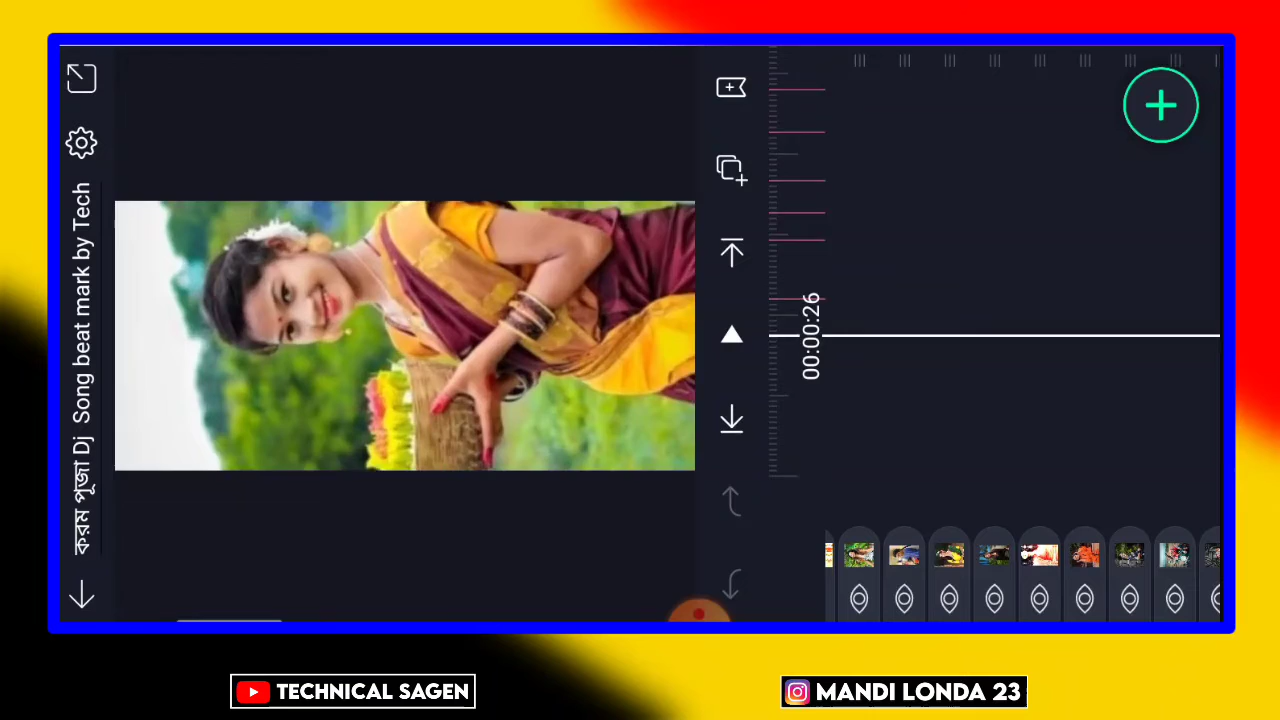 করম পূজা Dj Song beat mark by Tech
00:00:26
TECHNICAL SAGEN
MANDI LONDA 23